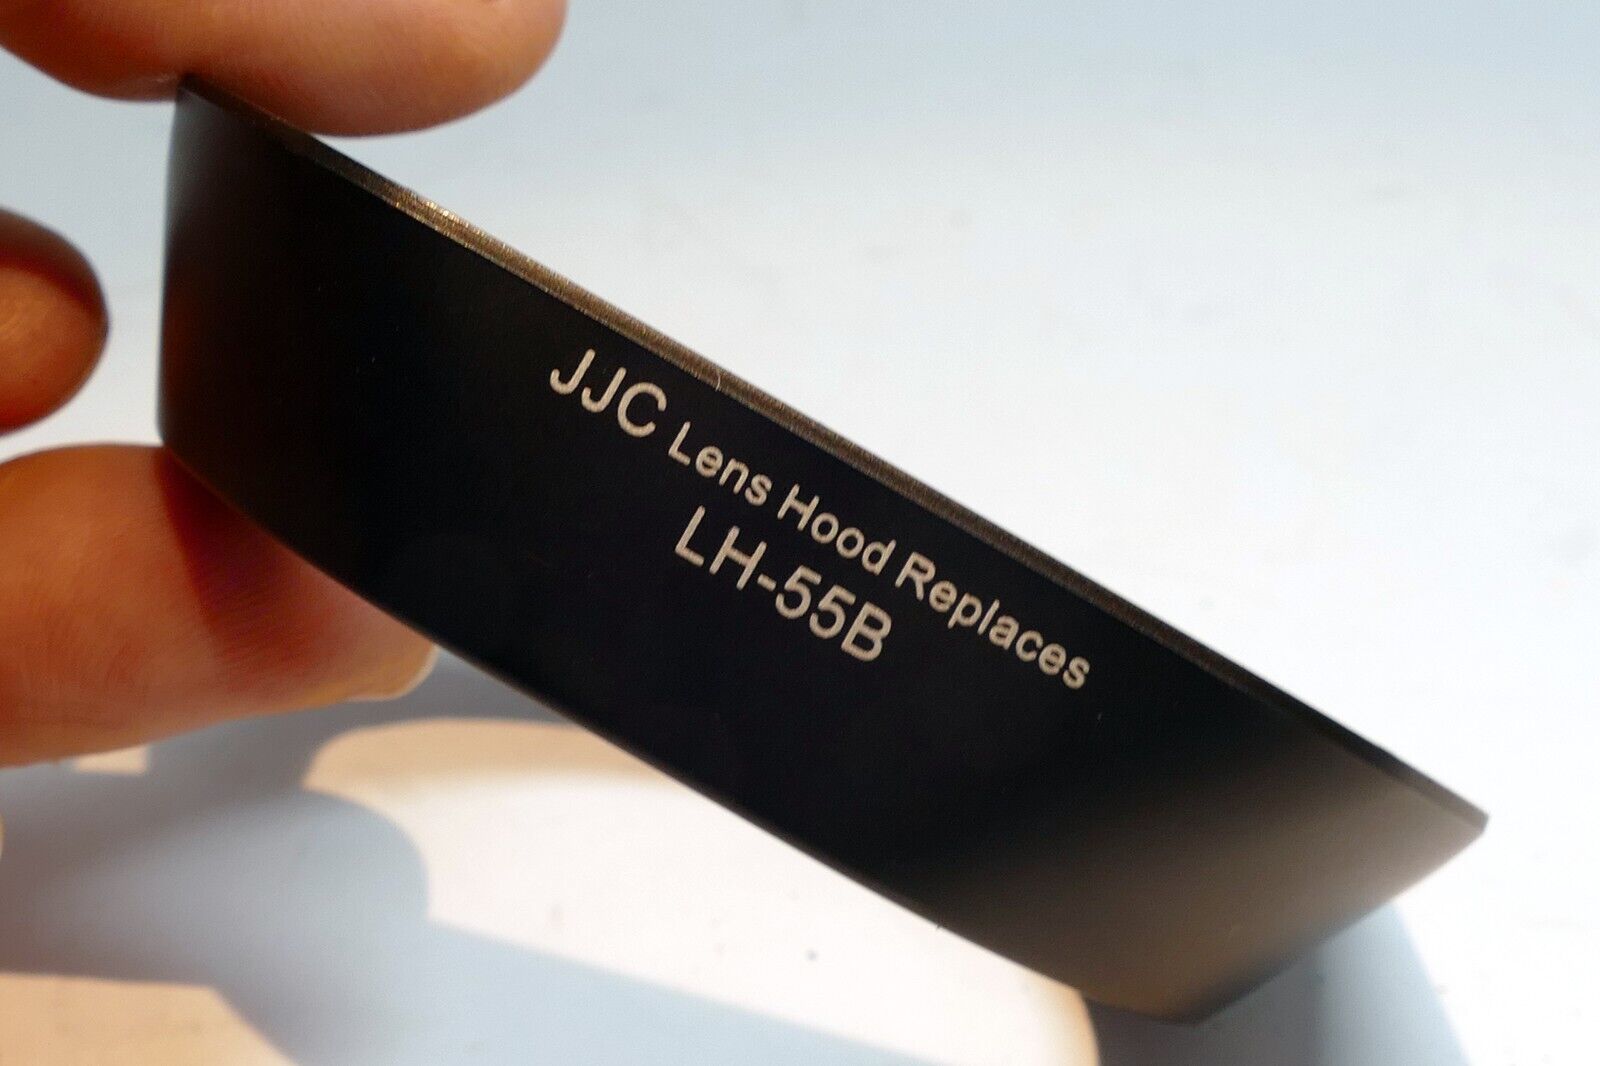 JJC Lens Hood Replaces
LH-55B